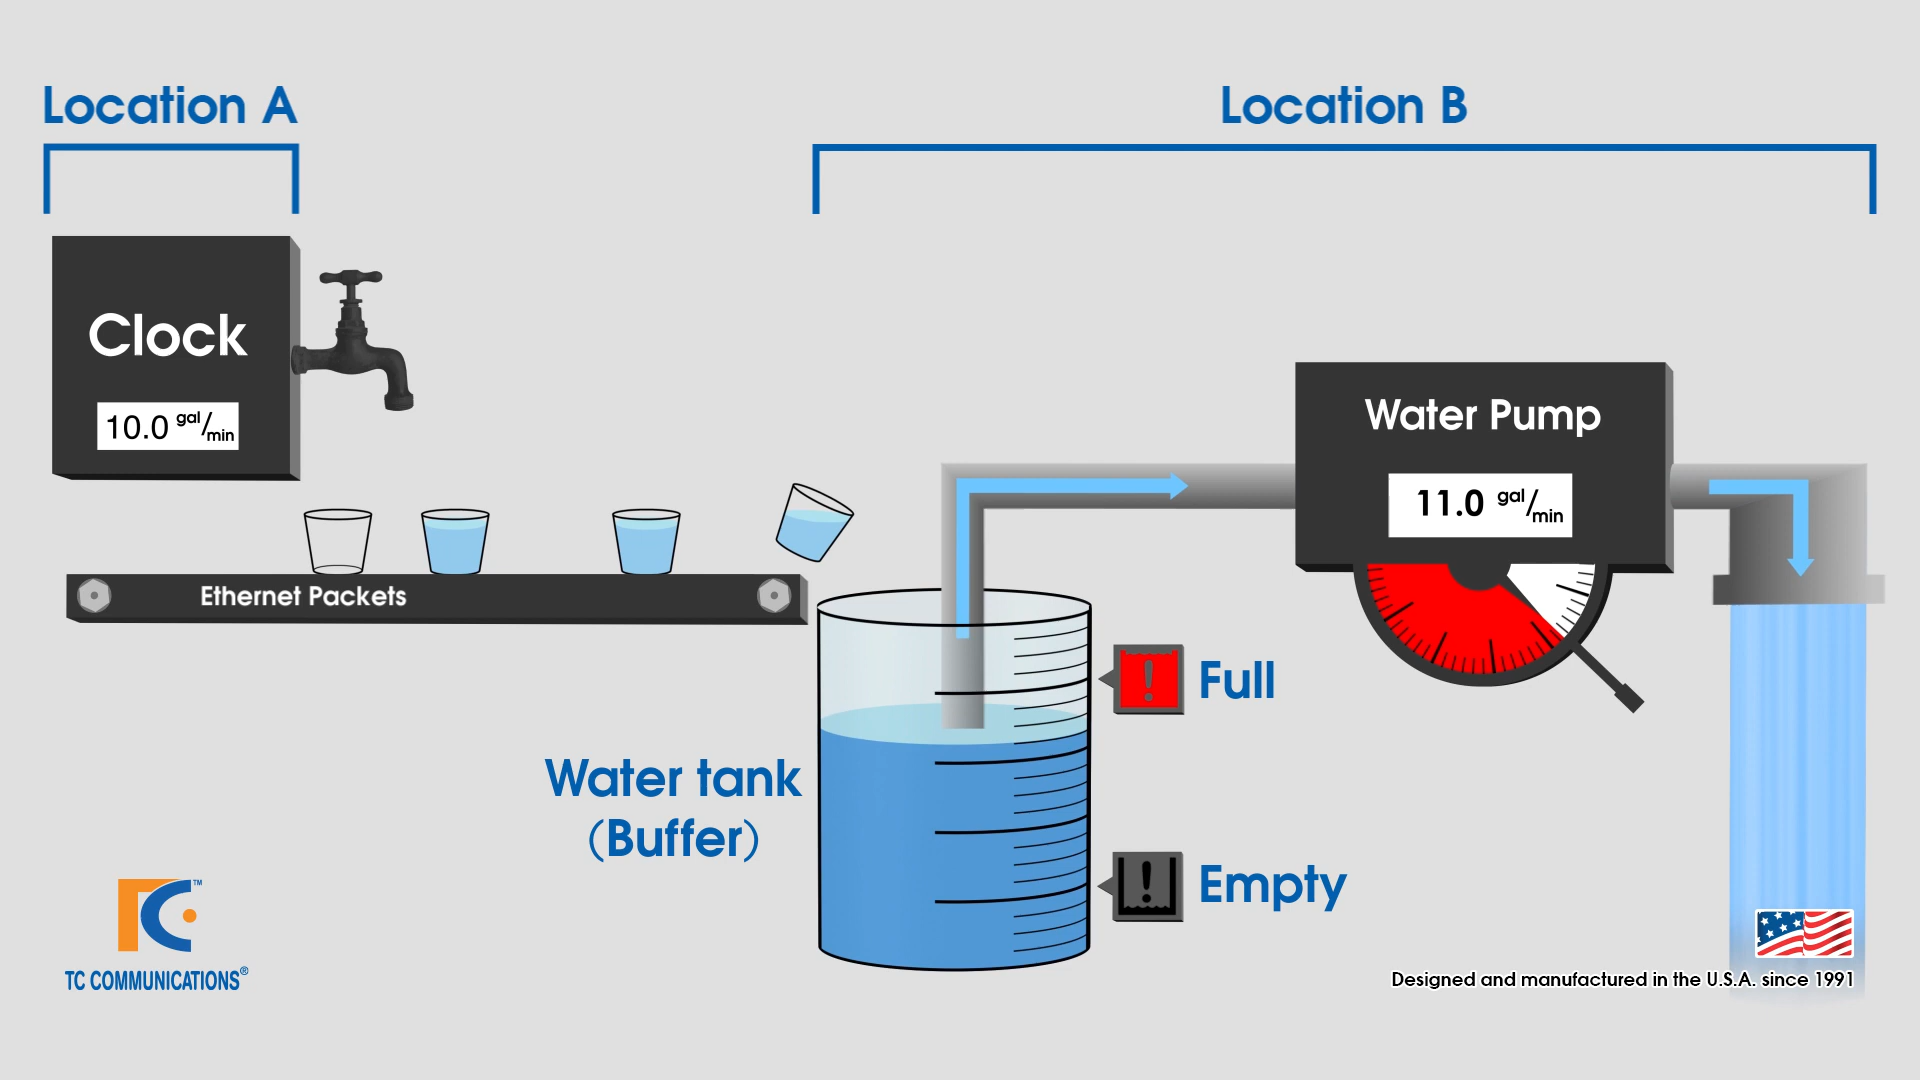 Location A
Location B
Clock
10.0 gal/min
Water Pump
11.0 gal/min
Ethernet Packets
Full
Water tank
(Buffer)
Empty
TC COMMUNICATIONS®
™
Designed and manufactured in the U.S.A. since 1991